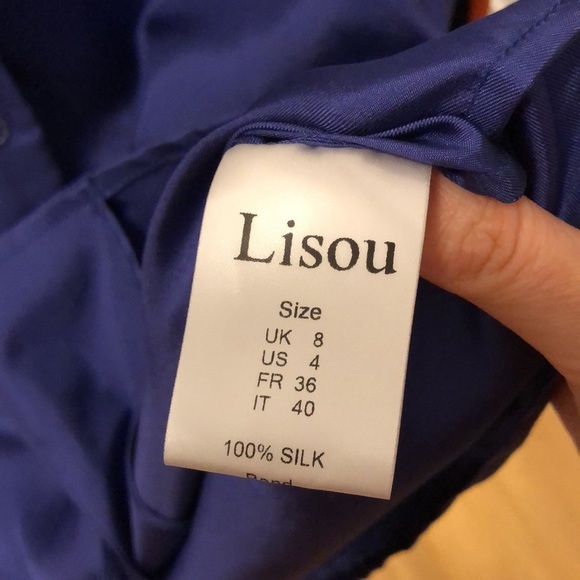 Lisou
Size
UK 8
US 4
FR 36
IT 40
100% SILK